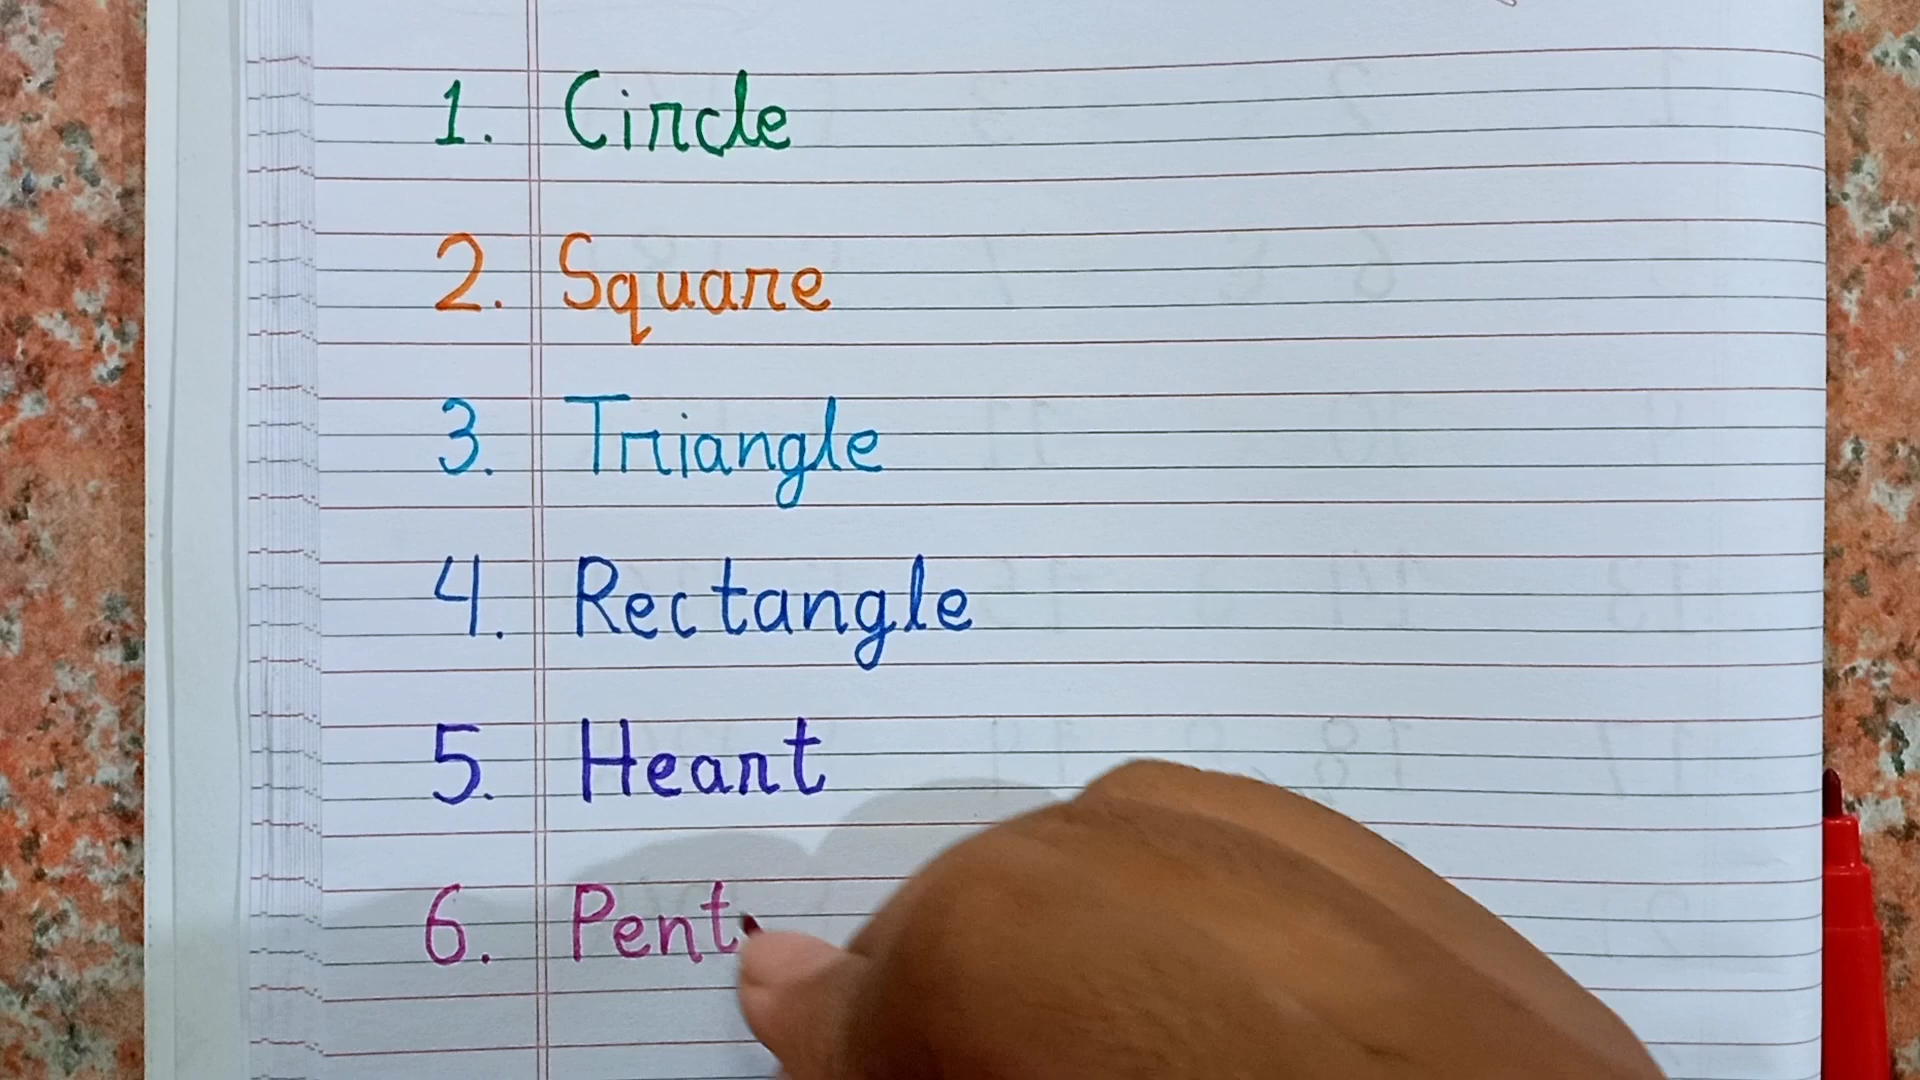 1. Circle
2. Square
3. Triangle
4. Rectangle
5. Heart
6. Pent